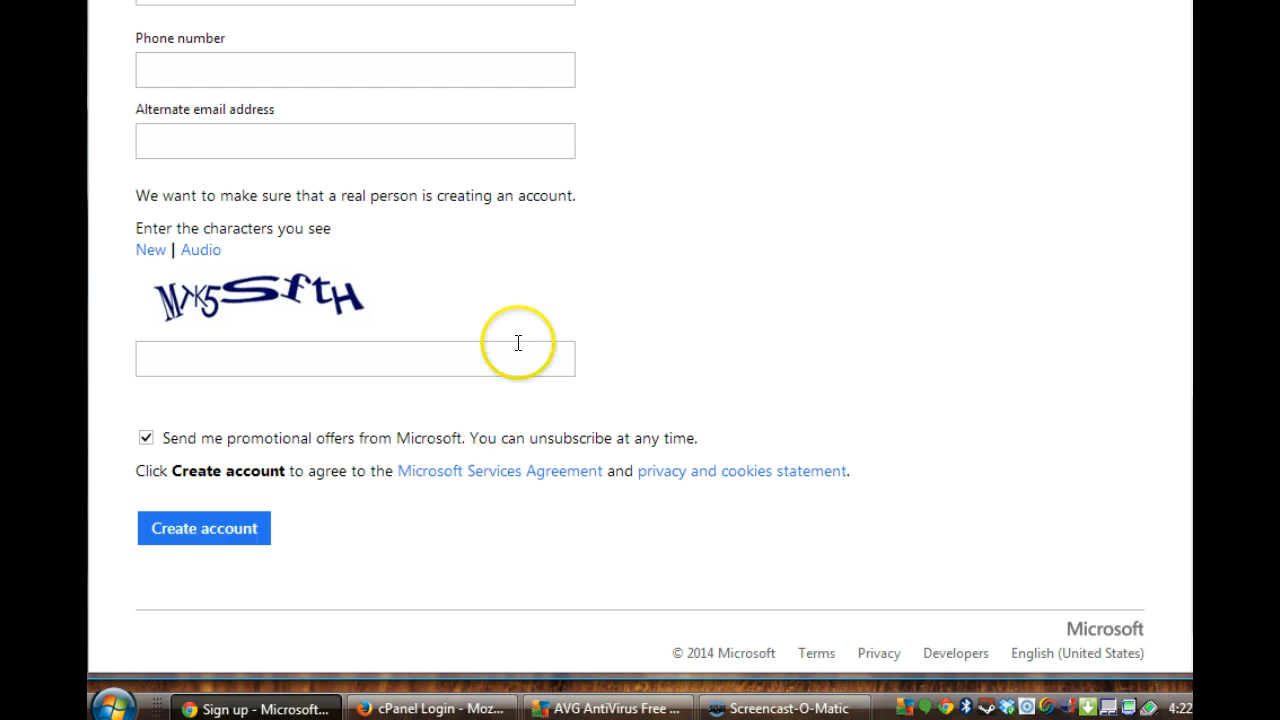 Phone number
Alternate email address
We want to make sure that a real person is creating an account.
Enter the characters you see
New | Audio
Send me promotional offers from Microsoft. You can unsubscribe at any time.
Click Create account to agree to the Microsoft Services Agreement and privacy and cookies statement.
Create account
Microsoft
© 2014 Microsoft Terms Privacy Developers English (United States)
Sign up - Microsoft... cPanel Login - Moz... AVG AntiVirus Free ... Screencast-O-Matic 4:22